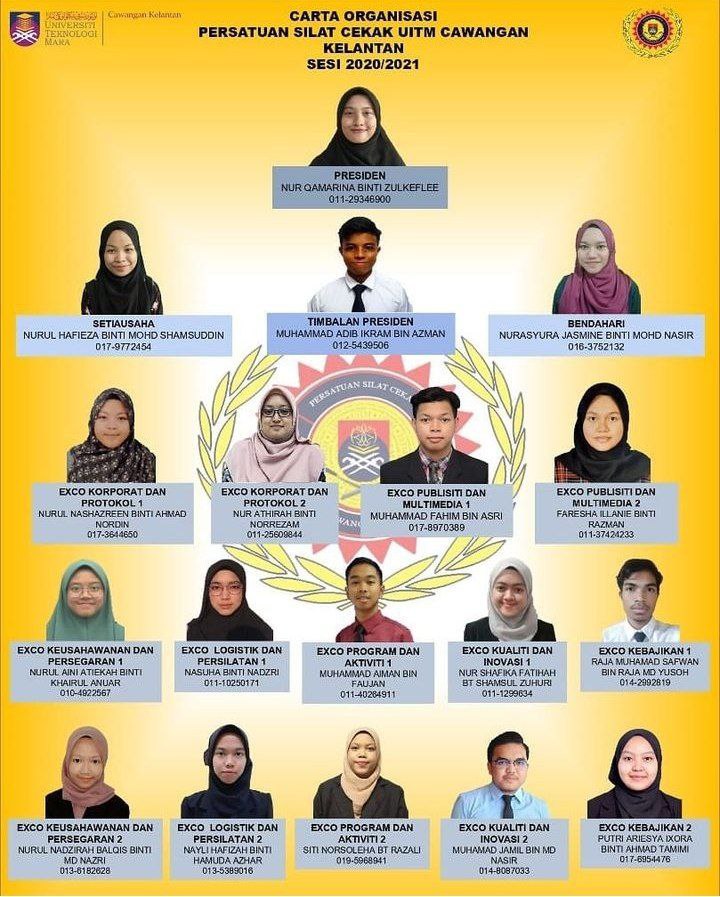 UNIVERSITI
TEKNOLOGI
MARA
Cawangan Kelantan
CARTA ORGANISASI
PERSATUAN SILAT CEKAK UITM CAWANGAN
KELANTAN
SESI 2020/2021
PRESIDEN
NUR QAMARINA BINTI ZULKEFLEE
011-29346900
SETIAUSAHA
NURUL HAFIEZA BINTI MOHD SHAMSUDDIN
017-9772454
TIMBALAN PRESIDEN
MUHAMMAD ADIB IKRAM BIN AZMAN
012-5439506
BENDAHARI
NURASYURA JASMINE BINTI MOHD NASIR
016-3752132
PERSATUAN SILAT CEKAK
EXCO KORPORAT DAN
PROTOKOL 1
NURUL NASHAZREEN BINTI AHMAD
NORDIN
017-3644650
EXCO KORPORAT DAN
PROTOKOL 2
NUR ATHIRAH BINTI
NORREZAM
011-25609844
EXCO PUBLISITI DAN
MULTIMEDIA 1
MUHAMMAD FAHIM BIN ASRI
017-8970389
EXCO PUBLISITI DAN
MULTIMEDIA 2
FARESHA ILLANIE BINTI
RAZMAN
011-37424233
EXCO KEUSAHAWANAN DAN
PERSEGARAN 1
NURUL AINI ATIEKAH BINTI
KHAIRUL ANUAR
010-4922567
EXCO LOGISTIK DAN
PERSILATAN 1
NASUHA BINTI NADZRI
011-10250171
EXCO PROGRAM DAN
AKTIVITI 1
MUHAMMAD AIMAN BIN
FAUJAN
011-40264911
EXCO KUALITI DAN
INOVASI 1
NUR SHAFIKA FATIHAH
BT SHAMSUL ZUHURI
011-1299634
EXCO KEBAJIKAN 1
RAJA MUHAMAD SAFWAN
BIN RAJA MD YUSOH
014-2992819
EXCO KEUSAHAWANAN DAN
PERSEGARAN 2
NURUL NADZIRAH BALQIS BINTI
MD NAZRI
013-6182628
EXCO LOGISTIK DAN
PERSILATAN 2
NAYLI HAFIZAH BINTI
HAMUDA AZHAR
013-5389016
EXCO PROGRAM DAN
AKTIVITI 2
SITI NORSOLEHA BT RAZALI
019-5968941
EXCO KUALITI DAN
INOVASI 2
MUHAMAD JAMIL BIN MD
NASIR
014-8087033
EXCO KEBAJIKAN 2
PUTRI ARIESYA IXORA
BINTI AHMAD TAMIMI
017-6954476